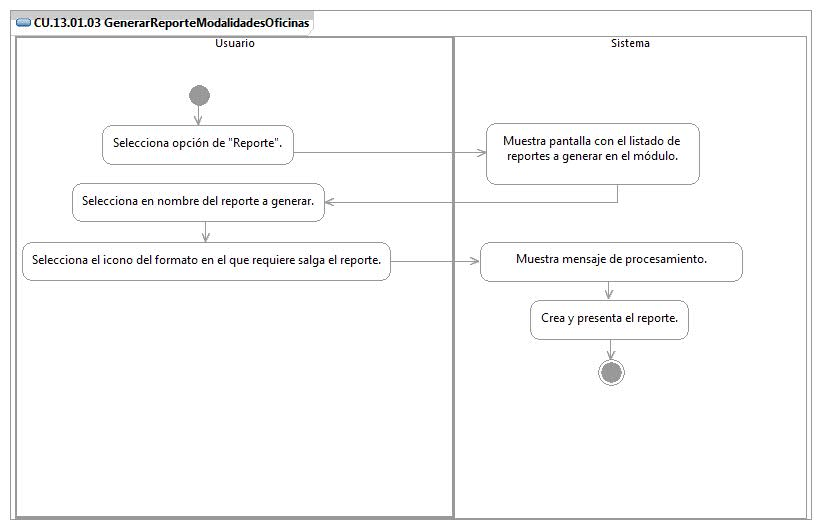 CU.13.01.03 GenerarReporteModalidadesOficinas
Usuario
Sistema
Selecciona opción de "Reporte".
Muestra pantalla con el listado de
reportes a generar en el módulo.
Selecciona en nombre del reporte a generar.
Selecciona el icono del formato en el que requiere salga el reporte.
Muestra mensaje de procesamiento.
Crea y presenta el reporte.